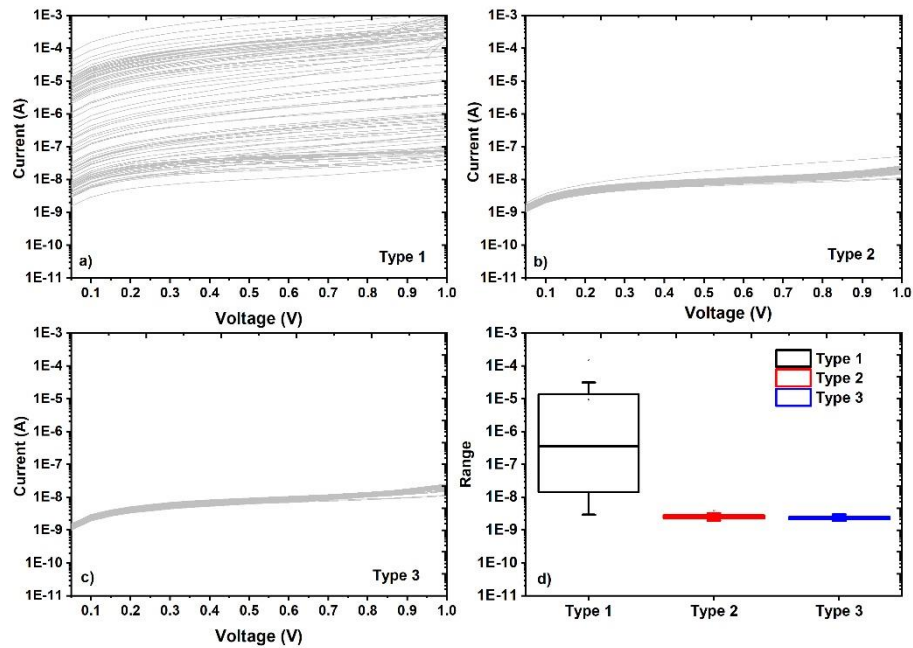 1E-3
1E-4
1E-5
1E-6
1E-7
1E-8
1E-9
1E-10
1E-11
Current (A)
a)
Type 1
0.1 0.2 0.3 0.4 0.5 0.6 0.7 0.8 0.9 1.0
Voltage (V)
1E-3
1E-4
1E-5
1E-6
1E-7
1E-8
1E-9
1E-10
1E-11
Current (A)
b)
Type 2
0.1 0.2 0.3 0.4 0.5 0.6 0.7 0.8 0.9 1.0
Voltage (V)
1E-3
1E-4
1E-5
1E-6
1E-7
1E-8
1E-9
1E-10
1E-11
Current (A)
c)
Type 3
0.1 0.2 0.3 0.4 0.5 0.6 0.7 0.8 0.9 1.0
Voltage (V)
1E-3
1E-4
1E-5
1E-6
1E-7
1E-8
1E-9
1E-10
1E-11
Range
Type 1
Type 2
Type 3
d)
Type 1 Type 2 Type 3